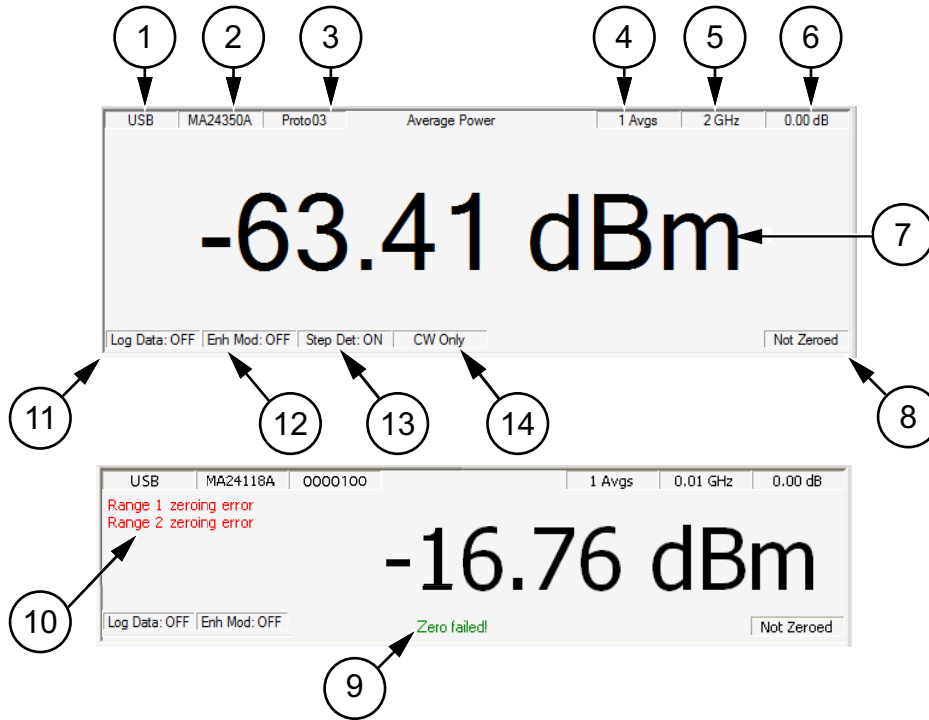 1 2 3 4 5 6
USB MA24350A Proto03 Average Power 1 Avgs 2 GHz 0.00 dB
-63.41 dBm
7
Log Data: OFF Enh Mod: OFF Step Det: ON CW Only Not Zeroed
11 12 13 14 8
USB MA24118A 0000100 1 Avgs 0.01 GHz 0.00 dB
Range 1 zeroing error
Range 2 zeroing error
-16.76 dBm
10
Log Data: OFF Enh Mod: OFF Zero failed! Not Zeroed
9